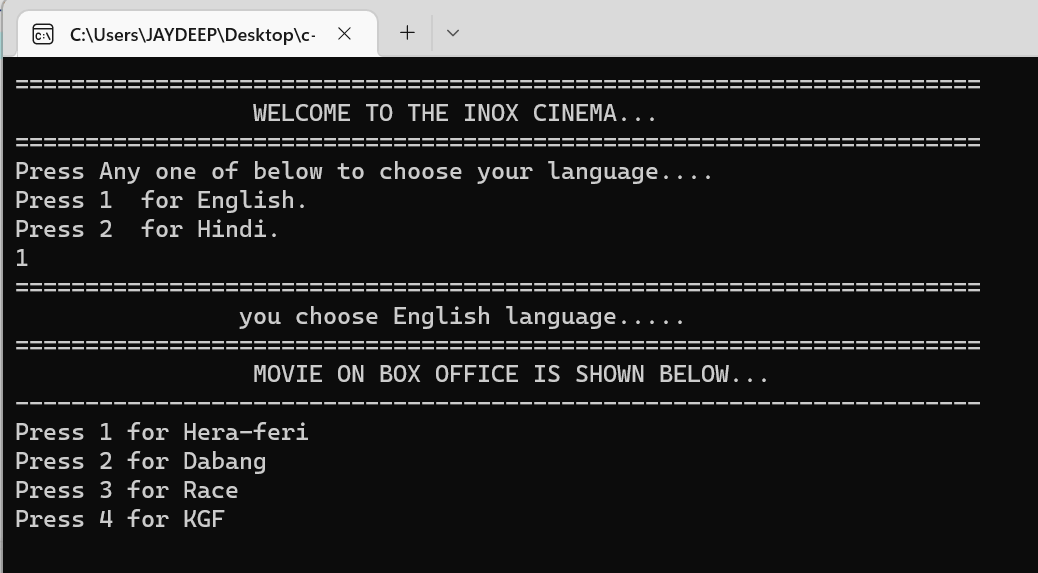 C:\Users\JAYDEEP\Desktop\c-
=====================================================================
WELCOME TO THE INOX CINEMA...
=====================================================================
Press Any one of below to choose your language....
Press 1  for English.
Press 2  for Hindi.
1
=====================================================================
you choose English language.....
=====================================================================
MOVIE ON BOX OFFICE IS SHOWN BELOW...
---------------------------------------------------------------------
Press 1 for Hera-feri
Press 2 for Dabang
Press 3 for Race
Press 4 for KGF